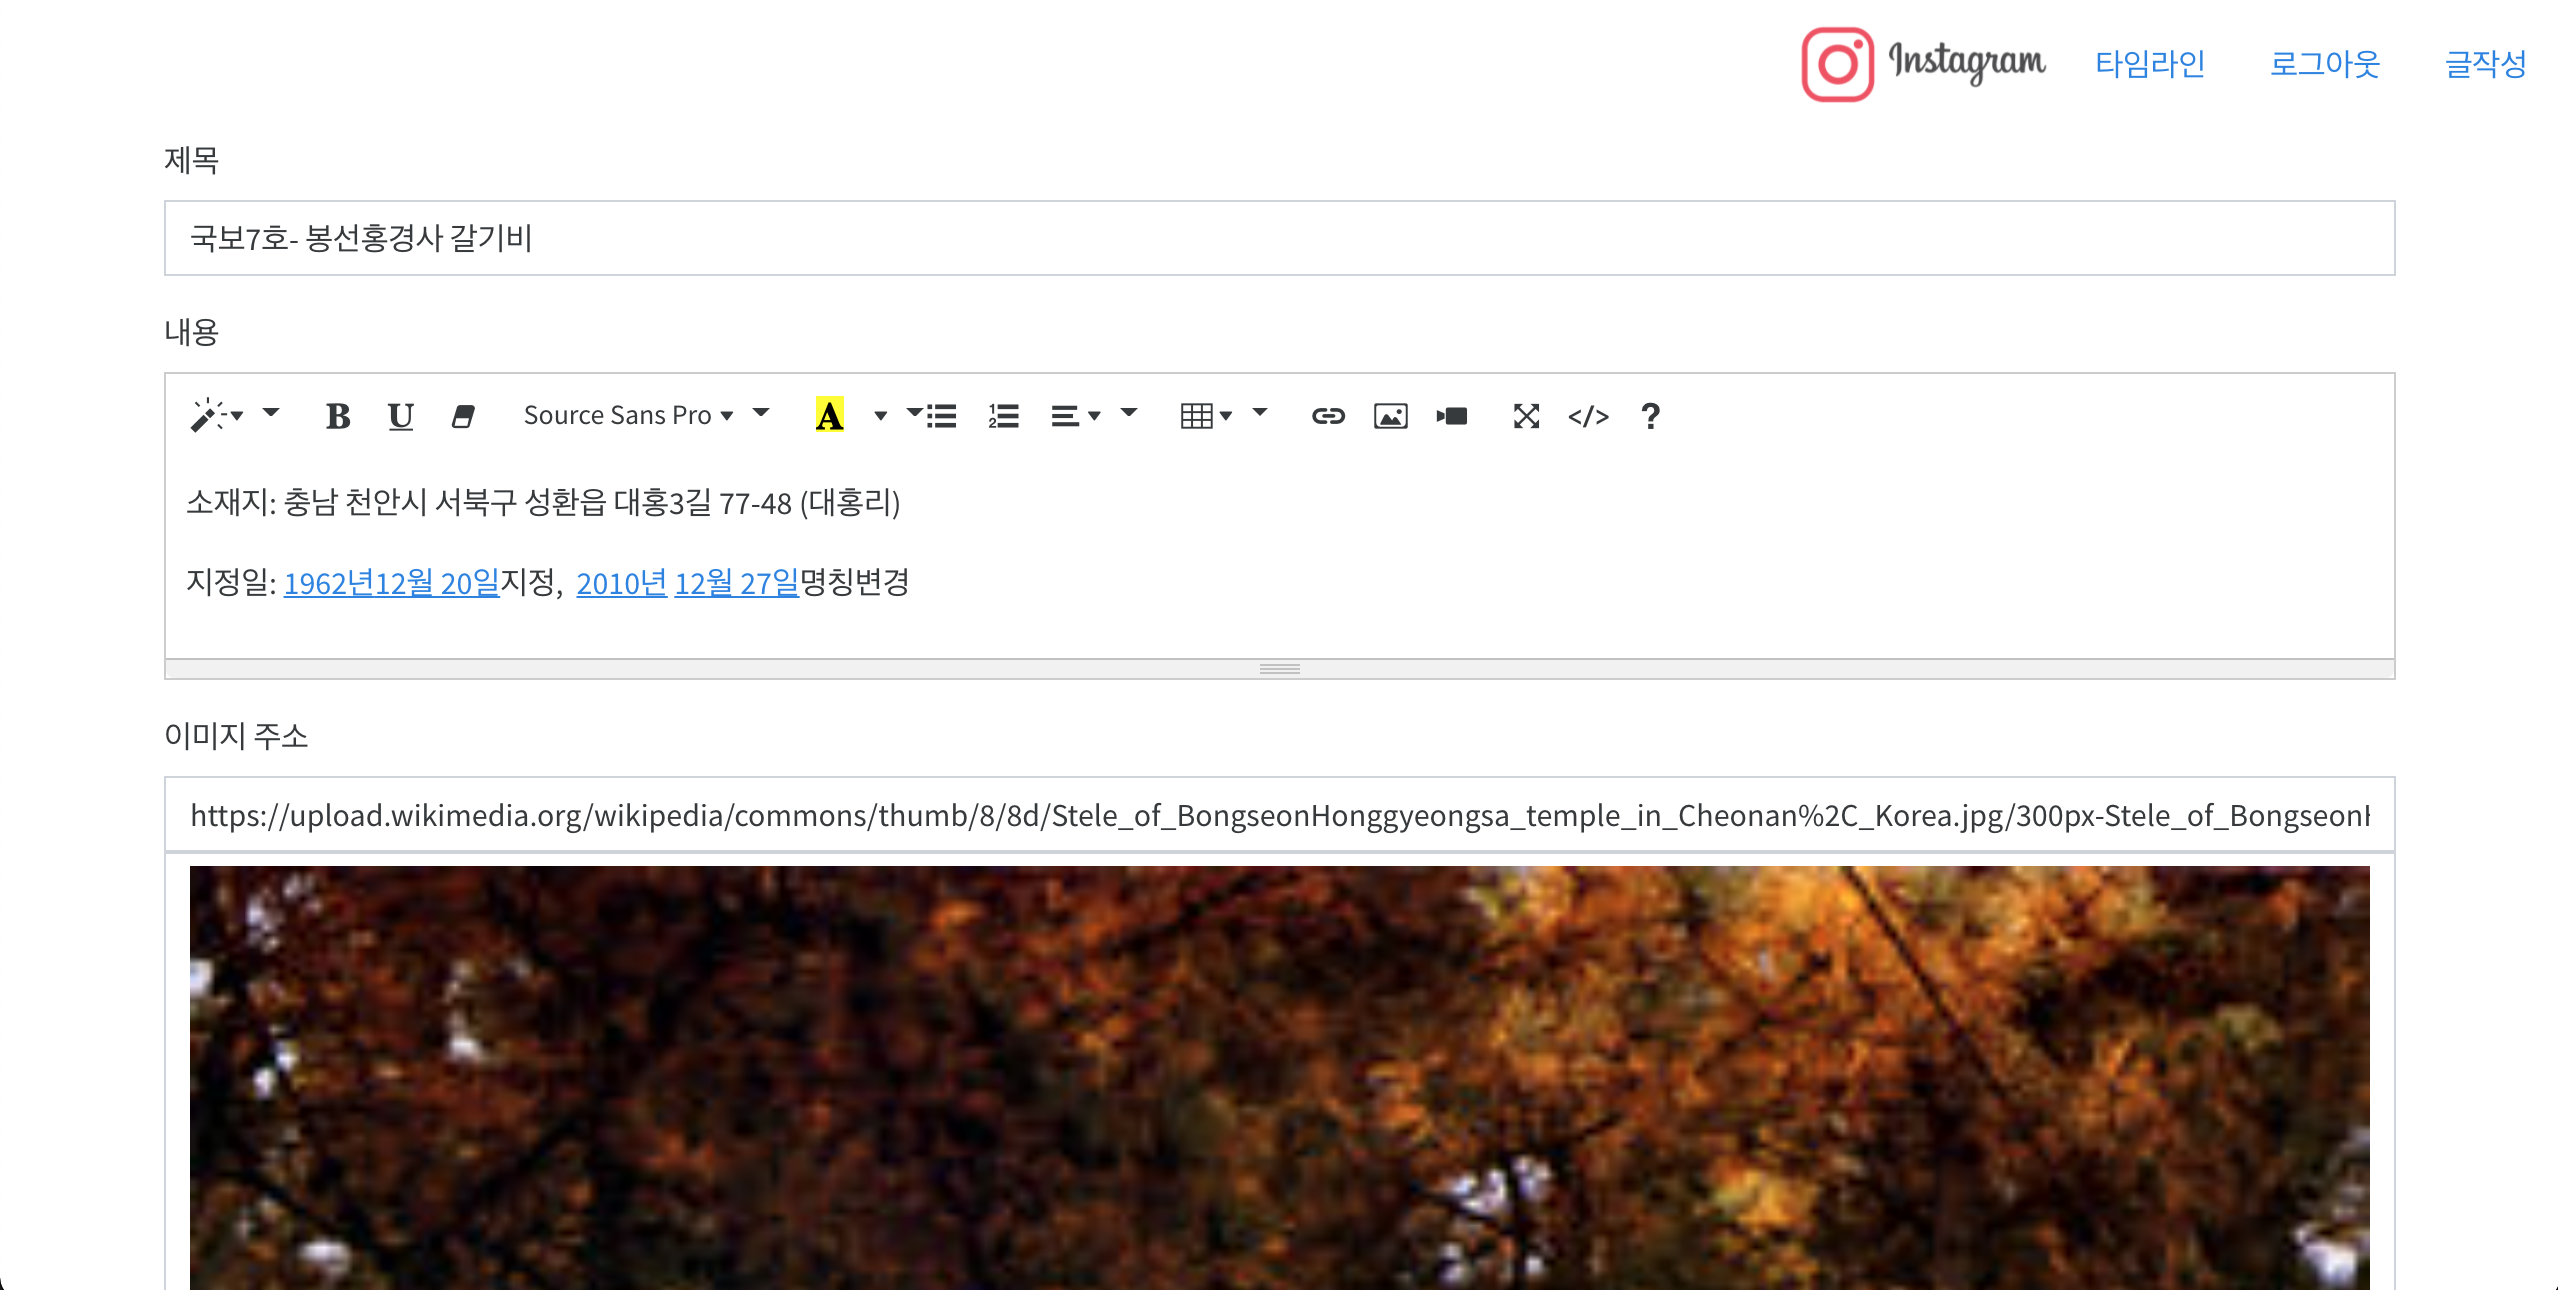 Instagram 타임라인 로그아웃 글작성
제목
국보7호- 봉선홍경사 갈기비
내용
B U Source Sans Pro A </> ?
소재지: 충남 천안시 서북구 성환읍 대홍3길 77-48 (대홍리)
지정일: 1962년12월 20일지정, 2010년 12월 27일명칭변경
이미지 주소
https://upload.wikimedia.org/wikipedia/commons/thumb/8/8d/Stele_of_BongseonHonggyeongsa_temple_in_Cheonan%2C_Korea.jpg/300px-Stele_of_Bongseon